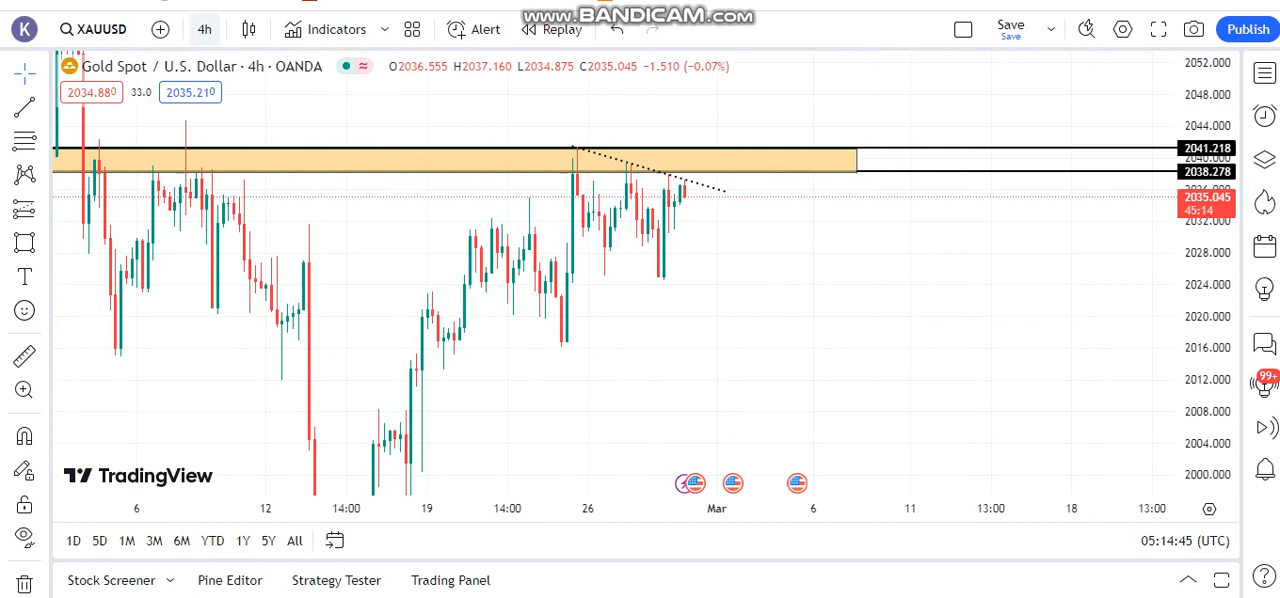 www.BANDICAM.com
K
XAUUSD
4h
Indicators
Alert
Replay
Save
Save
Publish
Gold Spot / U.S. Dollar · 4h · OANDA
O2036.555 H2037.160 L2034.875 C2035.045 −1.510 (−0.07%)
2034.880
33.0
2035.210
2052.000
2048.000
2044.000
2041.218
2040.000
2038.278
2035.045
45:14
2032.000
2028.000
2024.000
2020.000
2016.000
2012.000
2008.000
2004.000
2000.000
99+
TradingView
6
12
14:00
19
14:00
26
Mar
6
11
13:00
18
13:00
1D 5D 1M 3M 6M YTD 1Y 5Y All
05:14:45 (UTC)
Stock Screener
Pine Editor
Strategy Tester
Trading Panel